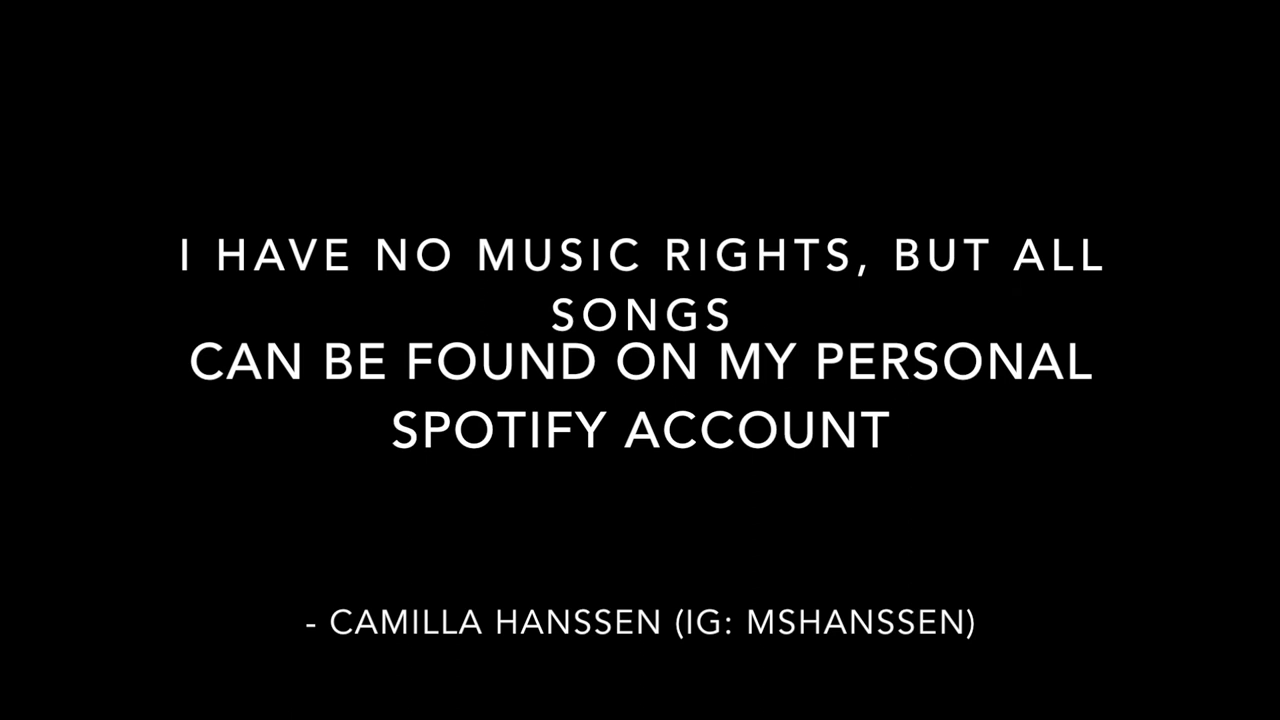 I HAVE NO MUSIC RIGHTS, BUT ALL
SONGS
CAN BE FOUND ON MY PERSONAL
SPOTIFY ACCOUNT
- CAMILLA HANSSEN (IG: MSHANSSEN)